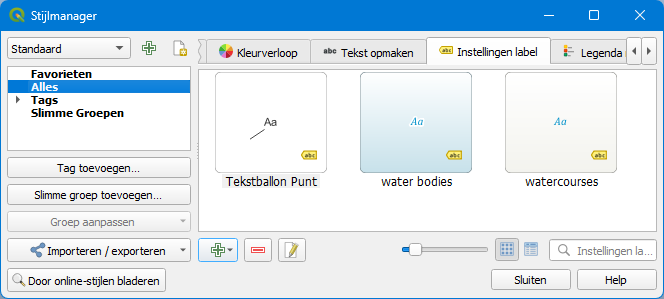 Stijlmanager
Standaard
Kleurverloop
abc Tekst opmaken
abc Instellingen label
Legenda
Favorieten
Alles
Tags
Slimme Groepen
Aa
abc
Tekstballon Punt
Aa
abc
water bodies
Aa
abc
watercourses
Tag toevoegen...
Slimme groep toevoegen...
Groep aanpassen
Importeren / exporteren
Instellingen la...
Door online-stijlen bladeren
Sluiten
Help